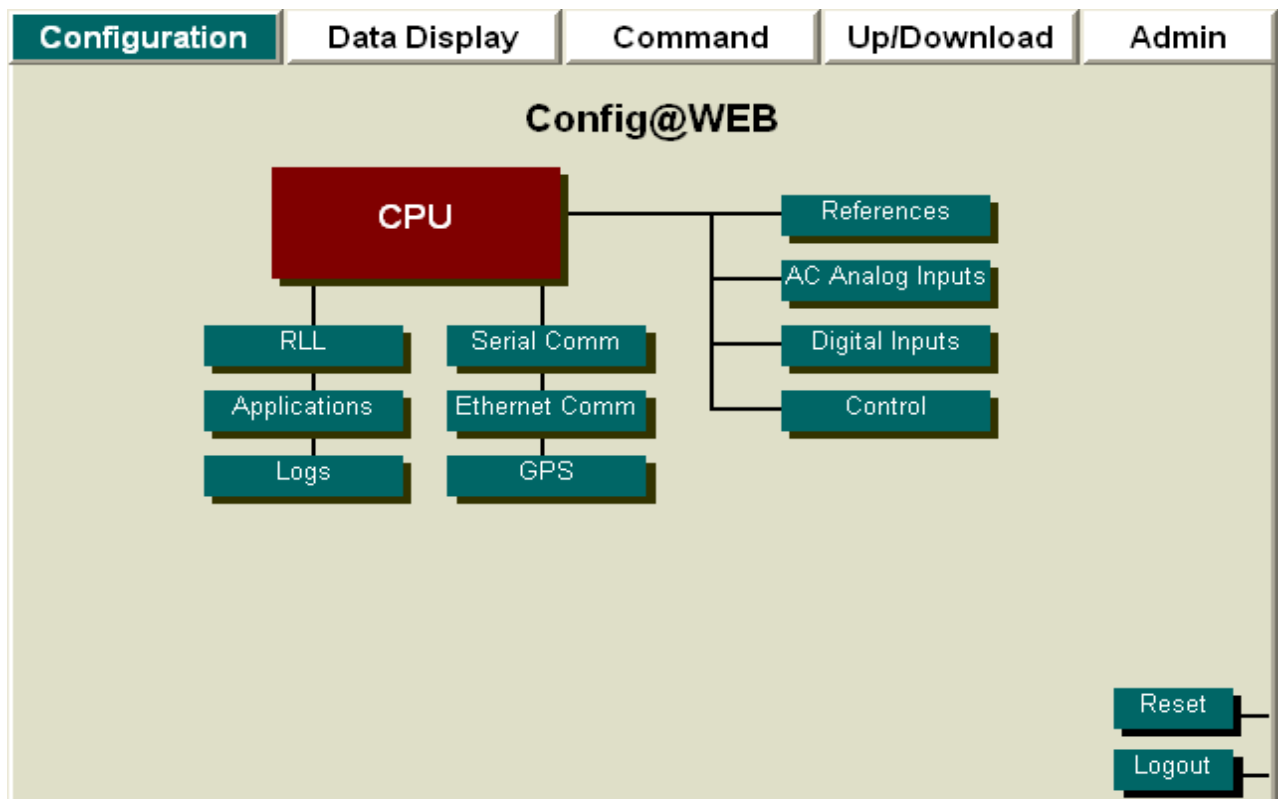 Configuration
Data Display
Command
Up/Download
Admin
Config@WEB
CPU
References
AC Analog Inputs
RLL
Serial Comm
Digital Inputs
Applications
Ethernet Comm
Control
Logs
GPS
Reset
Logout